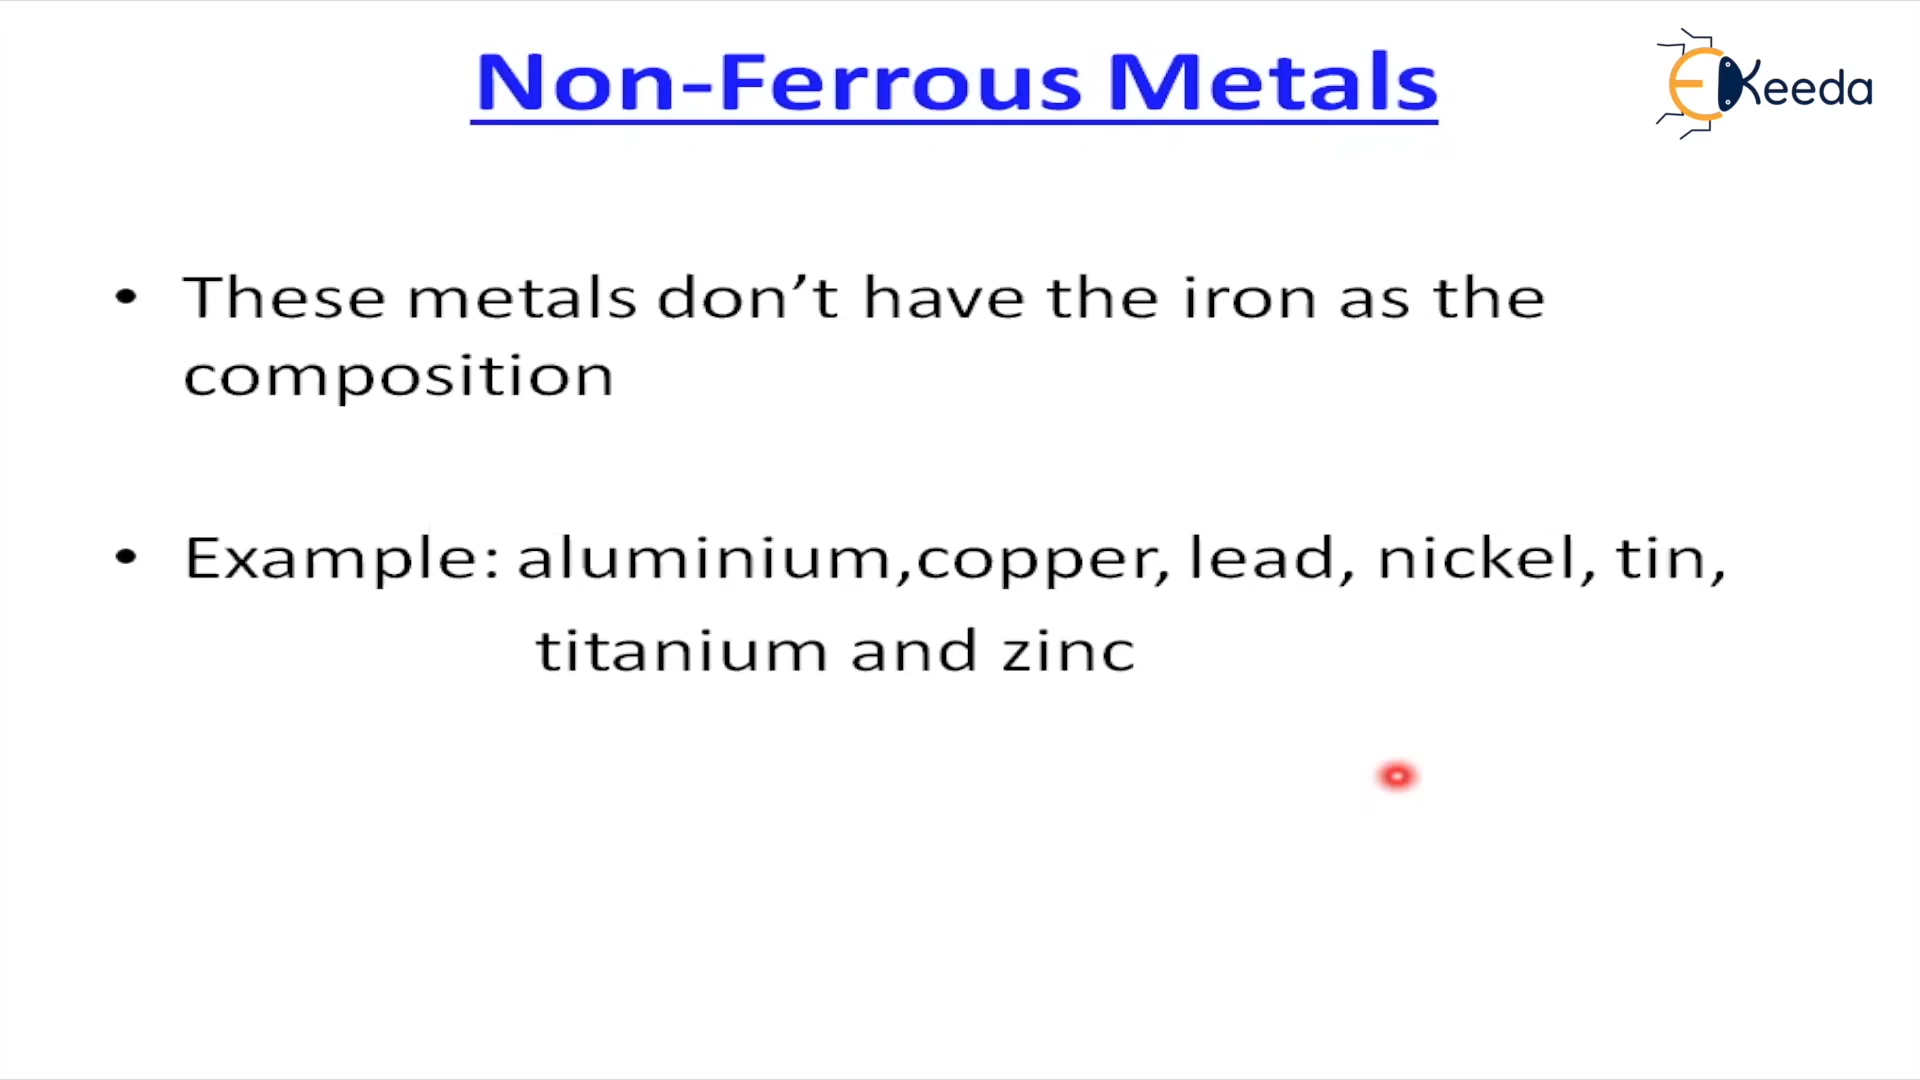 Non-Ferrous Metals
EKeeda
• These metals don’t have the iron as the
composition
• Example: aluminium,copper, lead, nickel, tin,
titanium and zinc